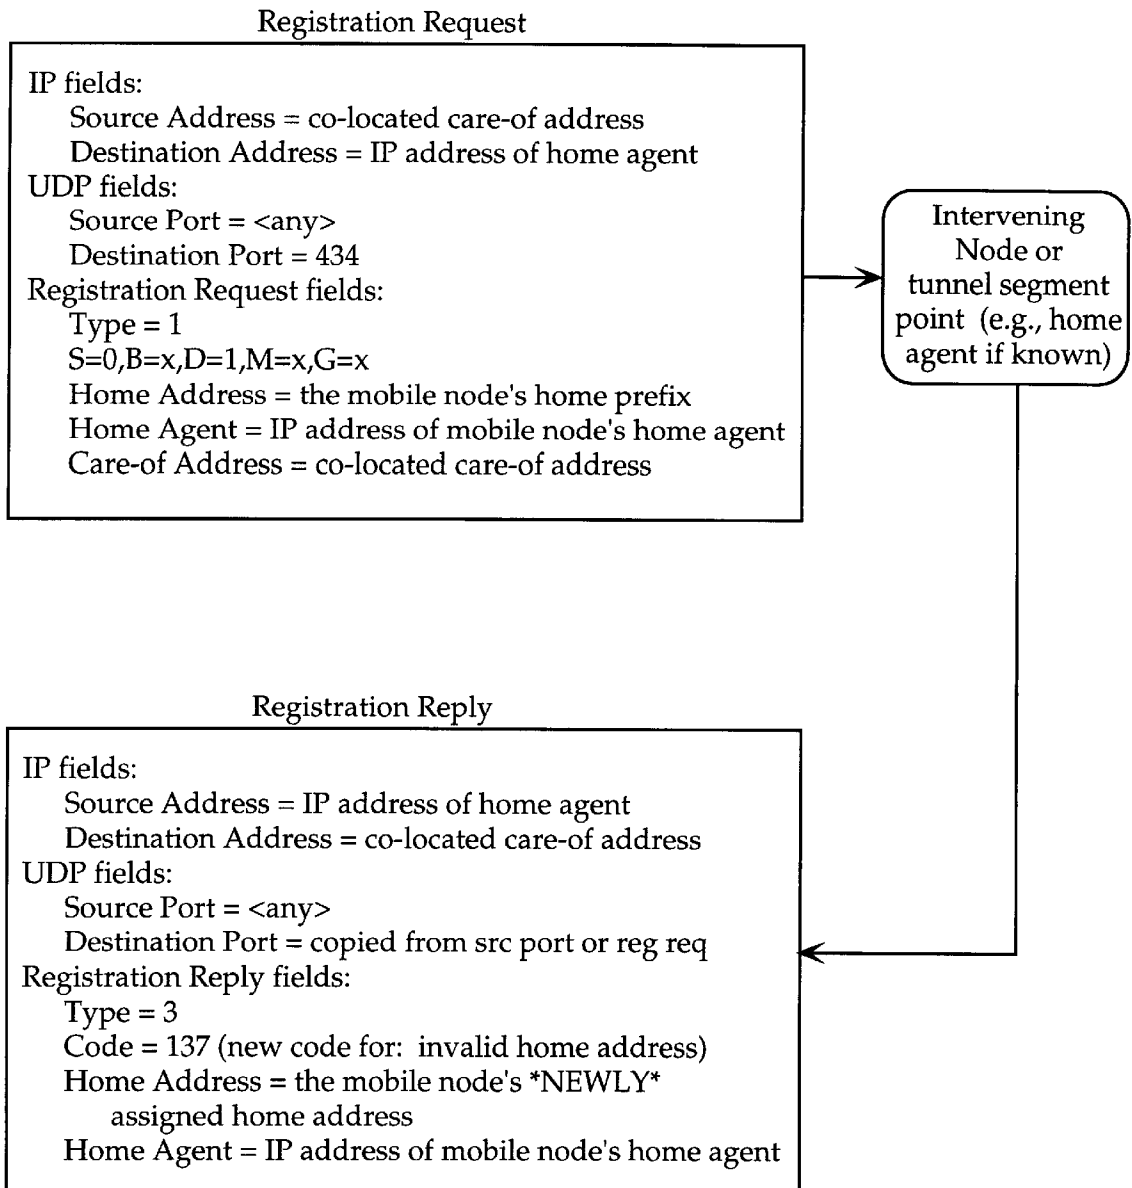 Registration Request
IP fields:
Source Address = co-located care-of address
Destination Address = IP address of home agent
UDP fields:
Source Port = <any>
Destination Port = 434
Registration Request fields:
Type = 1
S=0,B=x,D=1,M=x,G=x
Home Address = the mobile node's home prefix
Home Agent = IP address of mobile node's home agent
Care-of Address = co-located care-of address
Intervening
Node or
tunnel segment
point (e.g., home
agent if known)
Registration Reply
IP fields:
Source Address = IP address of home agent
Destination Address = co-located care-of address
UDP fields:
Source Port = <any>
Destination Port = copied from src port or reg req
Registration Reply fields:
Type = 3
Code = 137 (new code for: invalid home address)
Home Address = the mobile node's *NEWLY*
assigned home address
Home Agent = IP address of mobile node's home agent